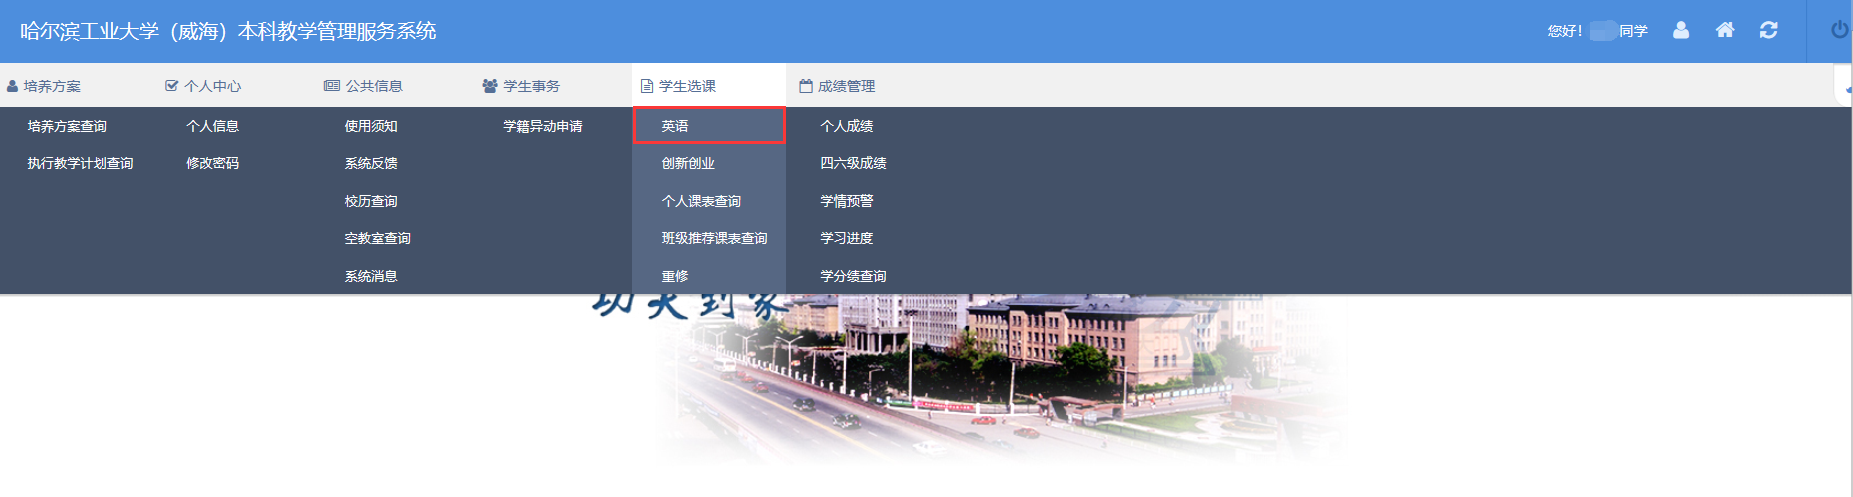 哈尔滨工业大学（威海）本科教学管理服务系统
您好！ 同学
培养方案 个人中心 公共信息 学生事务 学生选课 成绩管理
培养方案查询 个人信息 使用须知 学籍异动申请 英语 个人成绩
执行教学计划查询 修改密码 系统反馈 创新创业 四六级成绩
校历查询 个人课表查询 学情预警
空教室查询 班级推荐课表查询 学习进度
系统消息 重修 学分绩查询
功夫到家